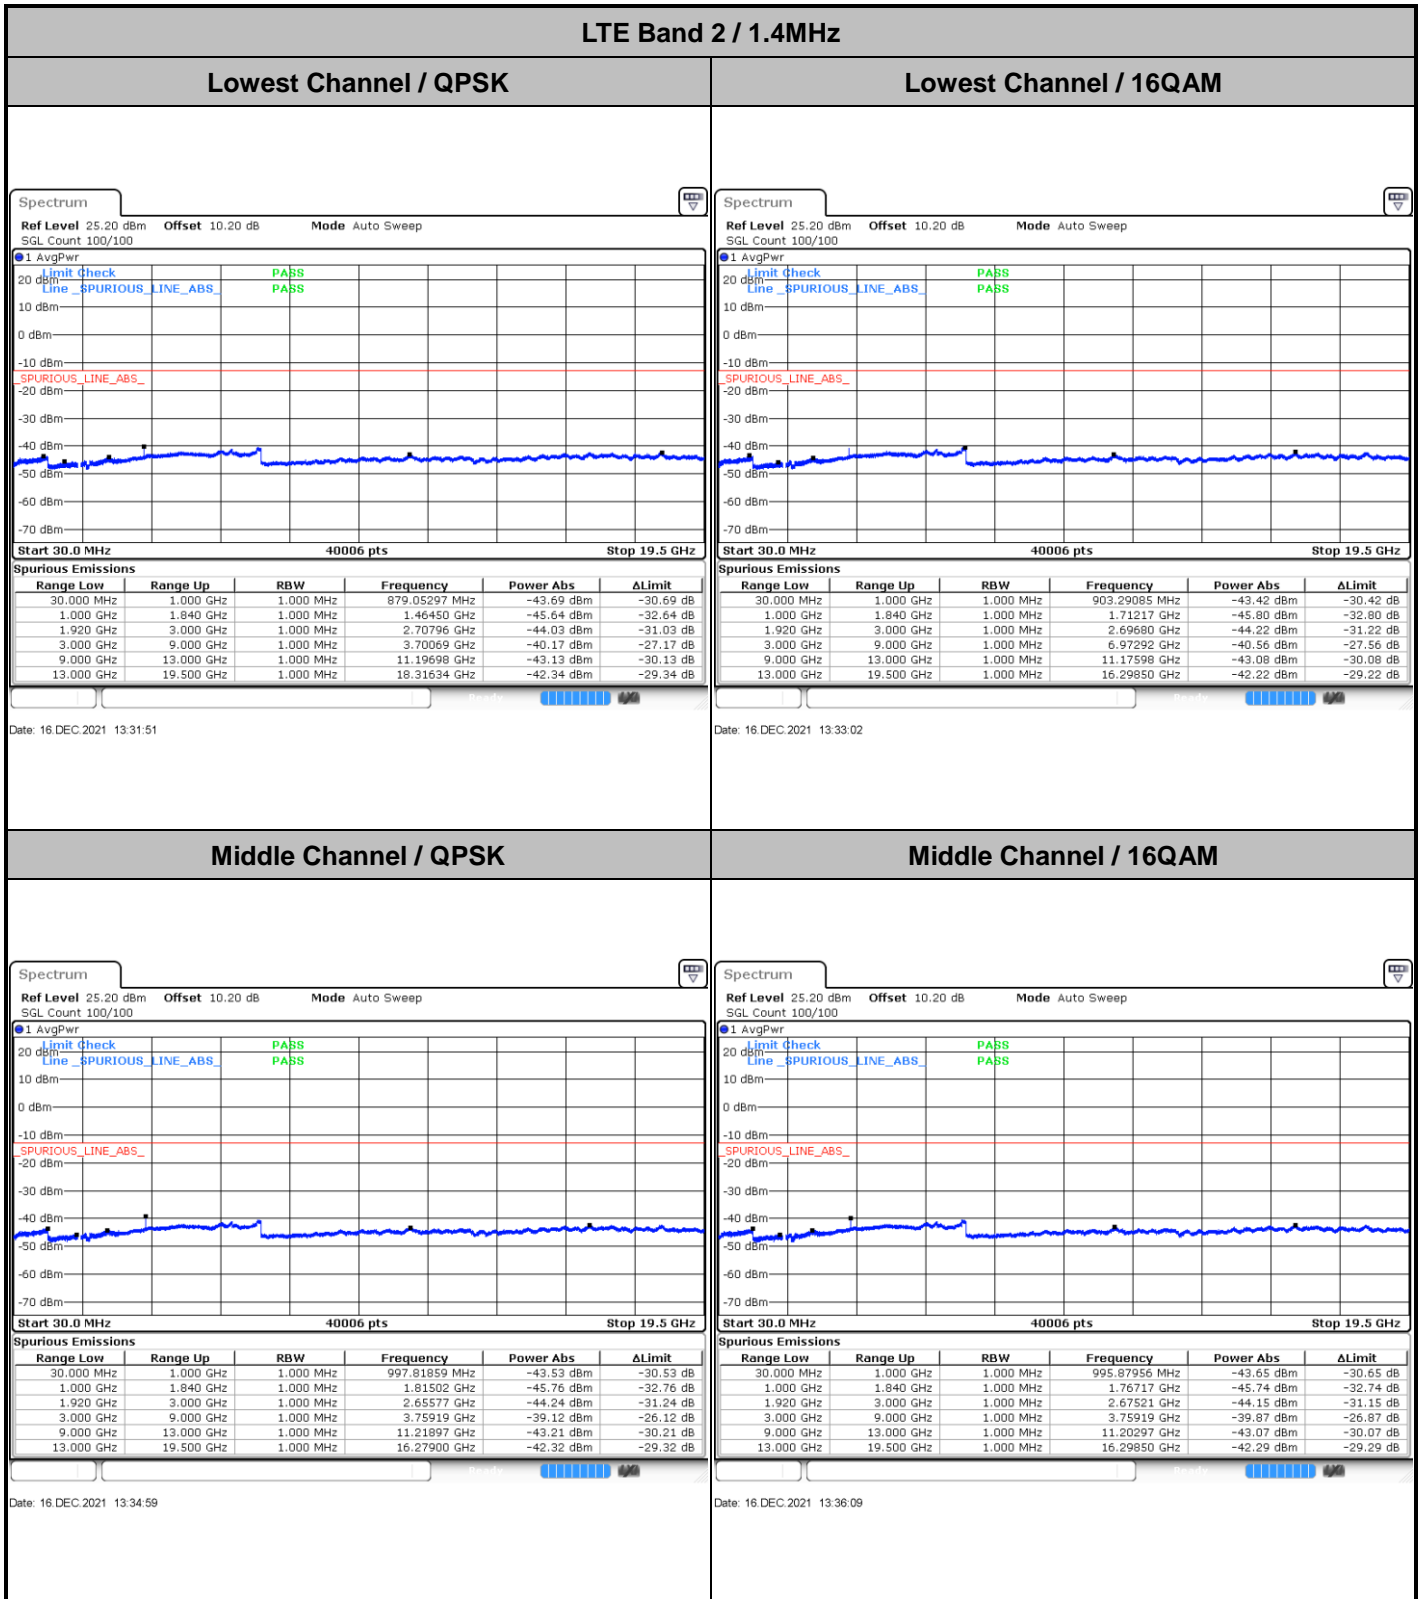 LTE Band 2 / 1.4MHz
Lowest Channel / QPSK
Lowest Channel / 16QAM
Spectrum
Ref Level 25.20 dBm Offset 10.20 dB Mode Auto Sweep
SGL Count 100/100
1 AvgPwr
Limit Check PASS
20 dBm
Line _SPURIOUS_LINE_ABS_ PASS
10 dBm
0 dBm
-10 dBm
_SPURIOUS_LINE_ABS_
-20 dBm
-30 dBm
-40 dBm
-50 dBm
-60 dBm
-70 dBm
Start 30.0 MHz 40006 pts Stop 19.5 GHz
Spurious Emissions
Range Low Range Up RBW Frequency Power Abs ΔLimit
30.000 MHz 1.000 GHz 1.000 MHz 879.05297 MHz -43.69 dBm -30.69 dB
1.000 GHz 1.840 GHz 1.000 MHz 1.46450 GHz -45.64 dBm -32.64 dB
1.920 GHz 3.000 GHz 1.000 MHz 2.70796 GHz -44.03 dBm -31.03 dB
3.000 GHz 9.000 GHz 1.000 MHz 3.70069 GHz -40.17 dBm -27.17 dB
9.000 GHz 13.000 GHz 1.000 MHz 11.19698 GHz -43.13 dBm -30.13 dB
13.000 GHz 19.500 GHz 1.000 MHz 18.31634 GHz -42.34 dBm -29.34 dB
Ready
Date: 16.DEC.2021 13:31:51
Spectrum
Ref Level 25.20 dBm Offset 10.20 dB Mode Auto Sweep
SGL Count 100/100
1 AvgPwr
Limit Check PASS
20 dBm
Line _SPURIOUS_LINE_ABS_ PASS
10 dBm
0 dBm
-10 dBm
_SPURIOUS_LINE_ABS_
-20 dBm
-30 dBm
-40 dBm
-50 dBm
-60 dBm
-70 dBm
Start 30.0 MHz 40006 pts Stop 19.5 GHz
Spurious Emissions
Range Low Range Up RBW Frequency Power Abs ΔLimit
30.000 MHz 1.000 GHz 1.000 MHz 903.29085 MHz -43.42 dBm -30.42 dB
1.000 GHz 1.840 GHz 1.000 MHz 1.71217 GHz -45.80 dBm -32.80 dB
1.920 GHz 3.000 GHz 1.000 MHz 2.69680 GHz -44.22 dBm -31.22 dB
3.000 GHz 9.000 GHz 1.000 MHz 6.97292 GHz -40.56 dBm -27.56 dB
9.000 GHz 13.000 GHz 1.000 MHz 11.17598 GHz -43.08 dBm -30.08 dB
13.000 GHz 19.500 GHz 1.000 MHz 16.29850 GHz -42.22 dBm -29.22 dB
Ready
Date: 16.DEC.2021 13:33:02
Middle Channel / QPSK
Middle Channel / 16QAM
Spectrum
Ref Level 25.20 dBm Offset 10.20 dB Mode Auto Sweep
SGL Count 100/100
1 AvgPwr
Limit Check PASS
20 dBm
Line _SPURIOUS_LINE_ABS_ PASS
10 dBm
0 dBm
-10 dBm
_SPURIOUS_LINE_ABS_
-20 dBm
-30 dBm
-40 dBm
-50 dBm
-60 dBm
-70 dBm
Start 30.0 MHz 40006 pts Stop 19.5 GHz
Spurious Emissions
Range Low Range Up RBW Frequency Power Abs ΔLimit
30.000 MHz 1.000 GHz 1.000 MHz 997.81859 MHz -43.53 dBm -30.53 dB
1.000 GHz 1.840 GHz 1.000 MHz 1.81502 GHz -45.76 dBm -32.76 dB
1.920 GHz 3.000 GHz 1.000 MHz 2.65577 GHz -44.24 dBm -31.24 dB
3.000 GHz 9.000 GHz 1.000 MHz 3.75919 GHz -39.12 dBm -26.12 dB
9.000 GHz 13.000 GHz 1.000 MHz 11.21897 GHz -43.21 dBm -30.21 dB
13.000 GHz 19.500 GHz 1.000 MHz 16.27900 GHz -42.32 dBm -29.32 dB
Ready
Date: 16.DEC.2021 13:34:59
Spectrum
Ref Level 25.20 dBm Offset 10.20 dB Mode Auto Sweep
SGL Count 100/100
1 AvgPwr
Limit Check PASS
20 dBm
Line _SPURIOUS_LINE_ABS_ PASS
10 dBm
0 dBm
-10 dBm
_SPURIOUS_LINE_ABS_
-20 dBm
-30 dBm
-40 dBm
-50 dBm
-60 dBm
-70 dBm
Start 30.0 MHz 40006 pts Stop 19.5 GHz
Spurious Emissions
Range Low Range Up RBW Frequency Power Abs ΔLimit
30.000 MHz 1.000 GHz 1.000 MHz 995.87956 MHz -43.65 dBm -30.65 dB
1.000 GHz 1.840 GHz 1.000 MHz 1.76717 GHz -45.74 dBm -32.74 dB
1.920 GHz 3.000 GHz 1.000 MHz 2.67521 GHz -44.15 dBm -31.15 dB
3.000 GHz 9.000 GHz 1.000 MHz 3.75919 GHz -39.87 dBm -26.87 dB
9.000 GHz 13.000 GHz 1.000 MHz 11.20297 GHz -43.07 dBm -30.07 dB
13.000 GHz 19.500 GHz 1.000 MHz 16.29850 GHz -42.29 dBm -29.29 dB
Ready
Date: 16.DEC.2021 13:36:09